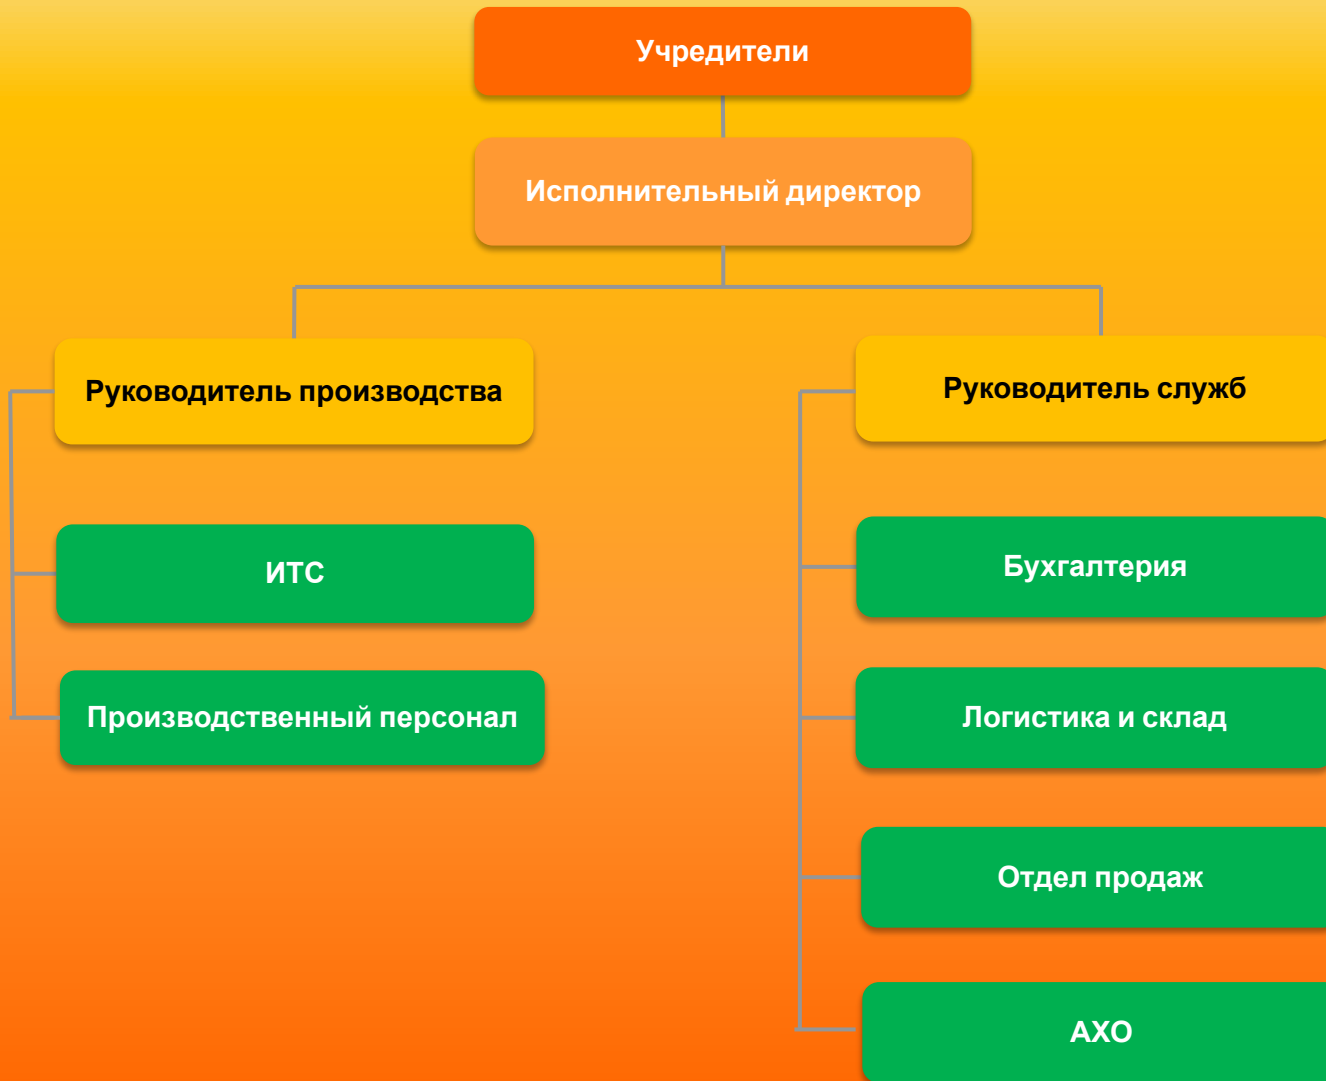 Учредители
Исполнительный директор
Руководитель производства
Руководитель служб
ИТС
Бухгалтерия
Производственный персонал
Логистика и склад
Отдел продаж
АХО